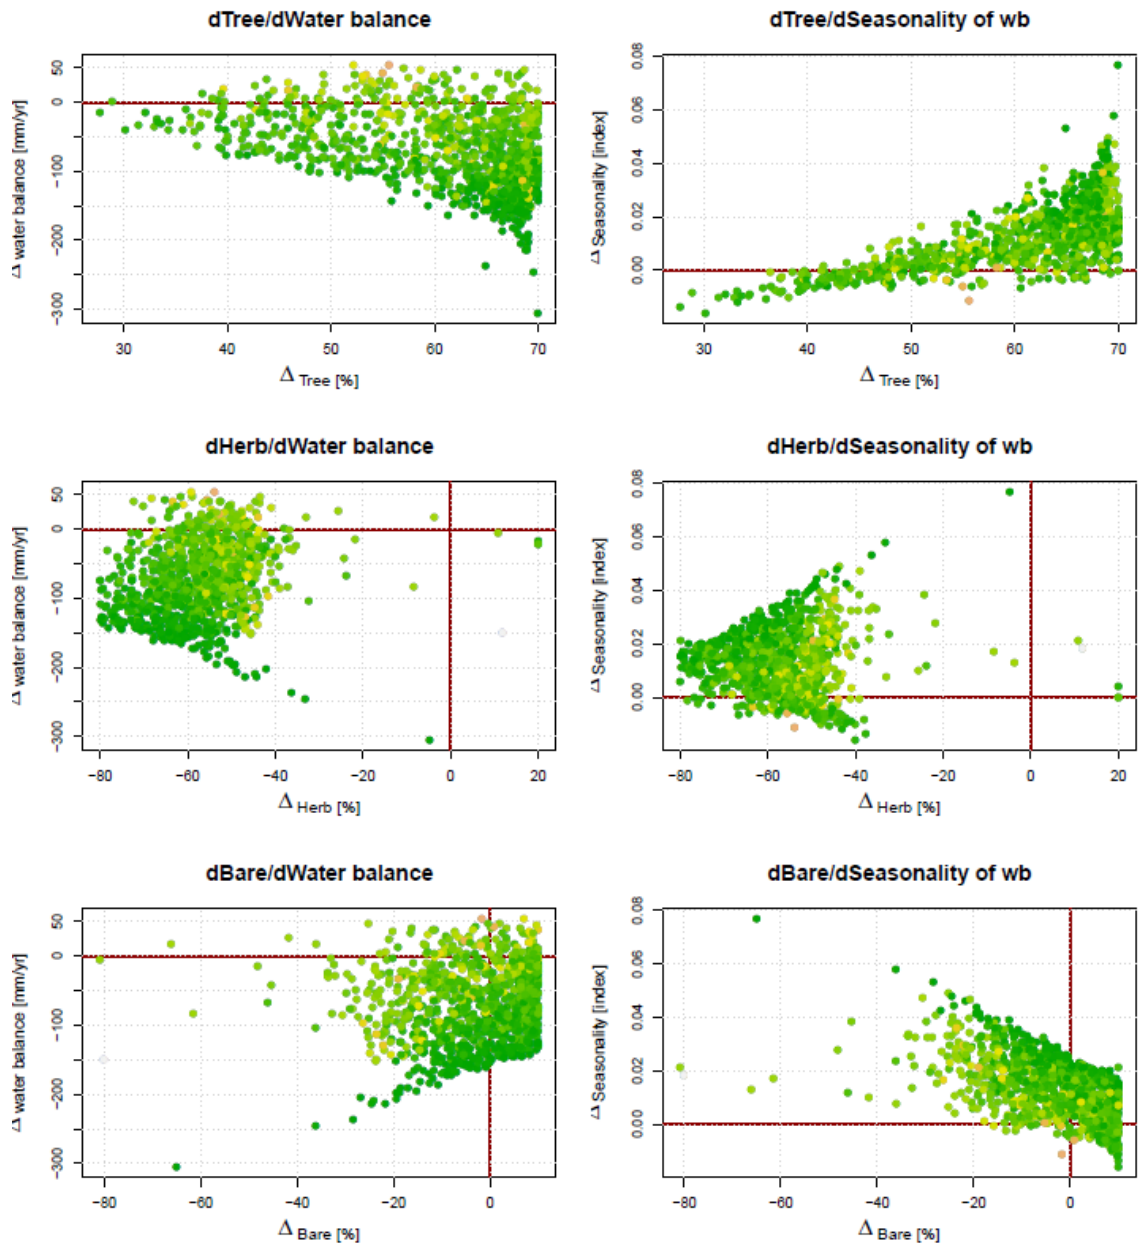 dTree/dWater balance
50
0
−100
−200
−300
Δ water balance [mm/yr]
30 40 50 60 70
Δ Tree [%]
dTree/dSeasonality of wb
0.08
0.06
0.04
0.02
0.00
Δ Seasonality [index]
30 40 50 60 70
Δ Tree [%]
dHerb/dWater balance
50
0
−100
−200
−300
Δ water balance [mm/yr]
−80 −60 −40 −20 0 20
Δ Herb [%]
dHerb/dSeasonality of wb
0.08
0.06
0.04
0.02
0.00
Δ Seasonality [index]
−80 −60 −40 −20 0 20
Δ Herb [%]
dBare/dWater balance
50
0
−100
−200
−300
Δ water balance [mm/yr]
−80 −60 −40 −20 0
Δ Bare [%]
dBare/dSeasonality of wb
0.08
0.06
0.04
0.02
0.00
Δ Seasonality [index]
−80 −60 −40 −20 0
Δ Bare [%]